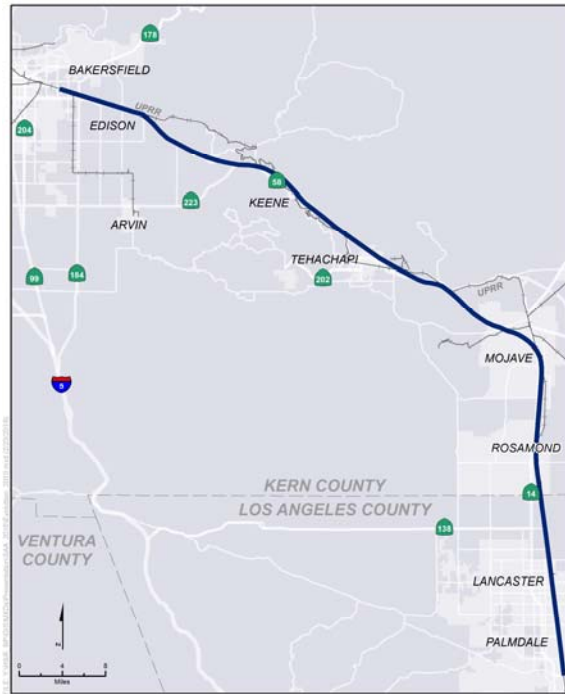 178
BAKERSFIELD
UPRR
EDISON
204
58
KEENE
223
ARVIN
TEHACHAPI
202
99
184
UPRR
MOJAVE
5
ROSAMOND
KERN COUNTY
14
LOS ANGELES COUNTY
138
VENTURA
COUNTY
LANCASTER
PALMDALE
4 0 8
Miles